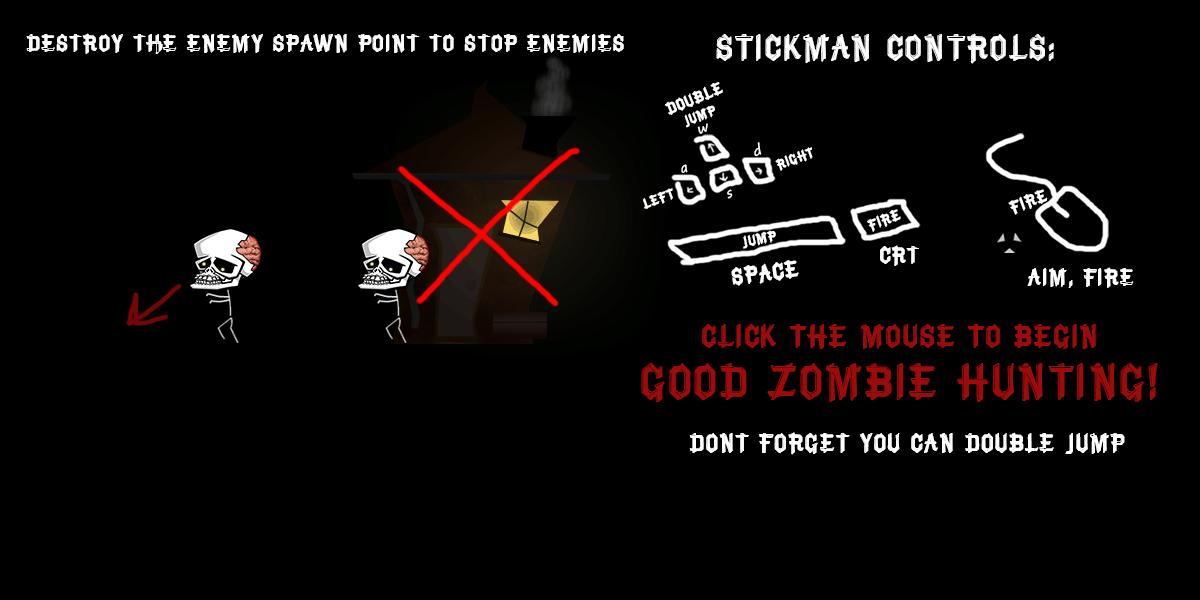 DESTROY THE ENEMY SPAWN POINT TO STOP ENEMIES
STICKMAN CONTROLS:
DOUBLE
JUMP
w
a
d
LEFT
s
RIGHT
JUMP
SPACE
FIRE
CRT
FIRE
AIM, FIRE
CLICK THE MOUSE TO BEGIN
GOOD ZOMBIE HUNTING!
DONT FORGET YOU CAN DOUBLE JUMP